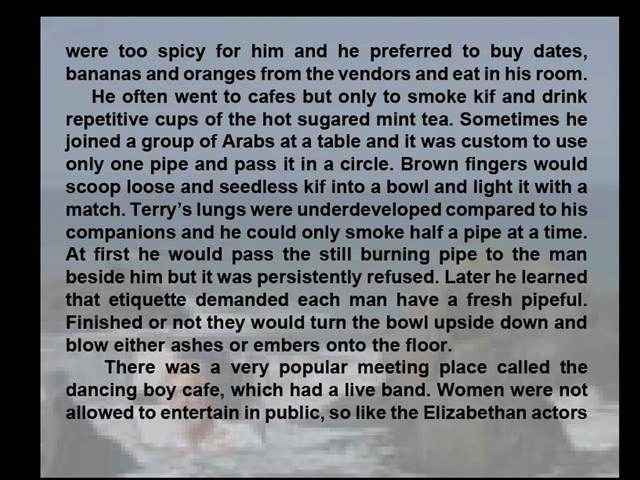 were too spicy for him and he preferred to buy dates,
bananas and oranges from the vendors and eat in his room.
He often went to cafes but only to smoke kif and drink
repetitive cups of the hot sugared mint tea. Sometimes he
joined a group of Arabs at a table and it was custom to use
only one pipe and pass it in a circle. Brown fingers would
scoop loose and seedless kif into a bowl and light it with a
match. Terry’s lungs were underdeveloped compared to his
companions and he could only smoke half a pipe at a time.
At first he would pass the still burning pipe to the man
beside him but it was persistently refused. Later he learned
that etiquette demanded each man have a fresh pipeful.
Finished or not they would turn the bowl upside down and
blow either ashes or embers onto the floor.
There was a very popular meeting place called the
dancing boy cafe, which had a live band. Women were not
allowed to entertain in public, so like the Elizabethan actors